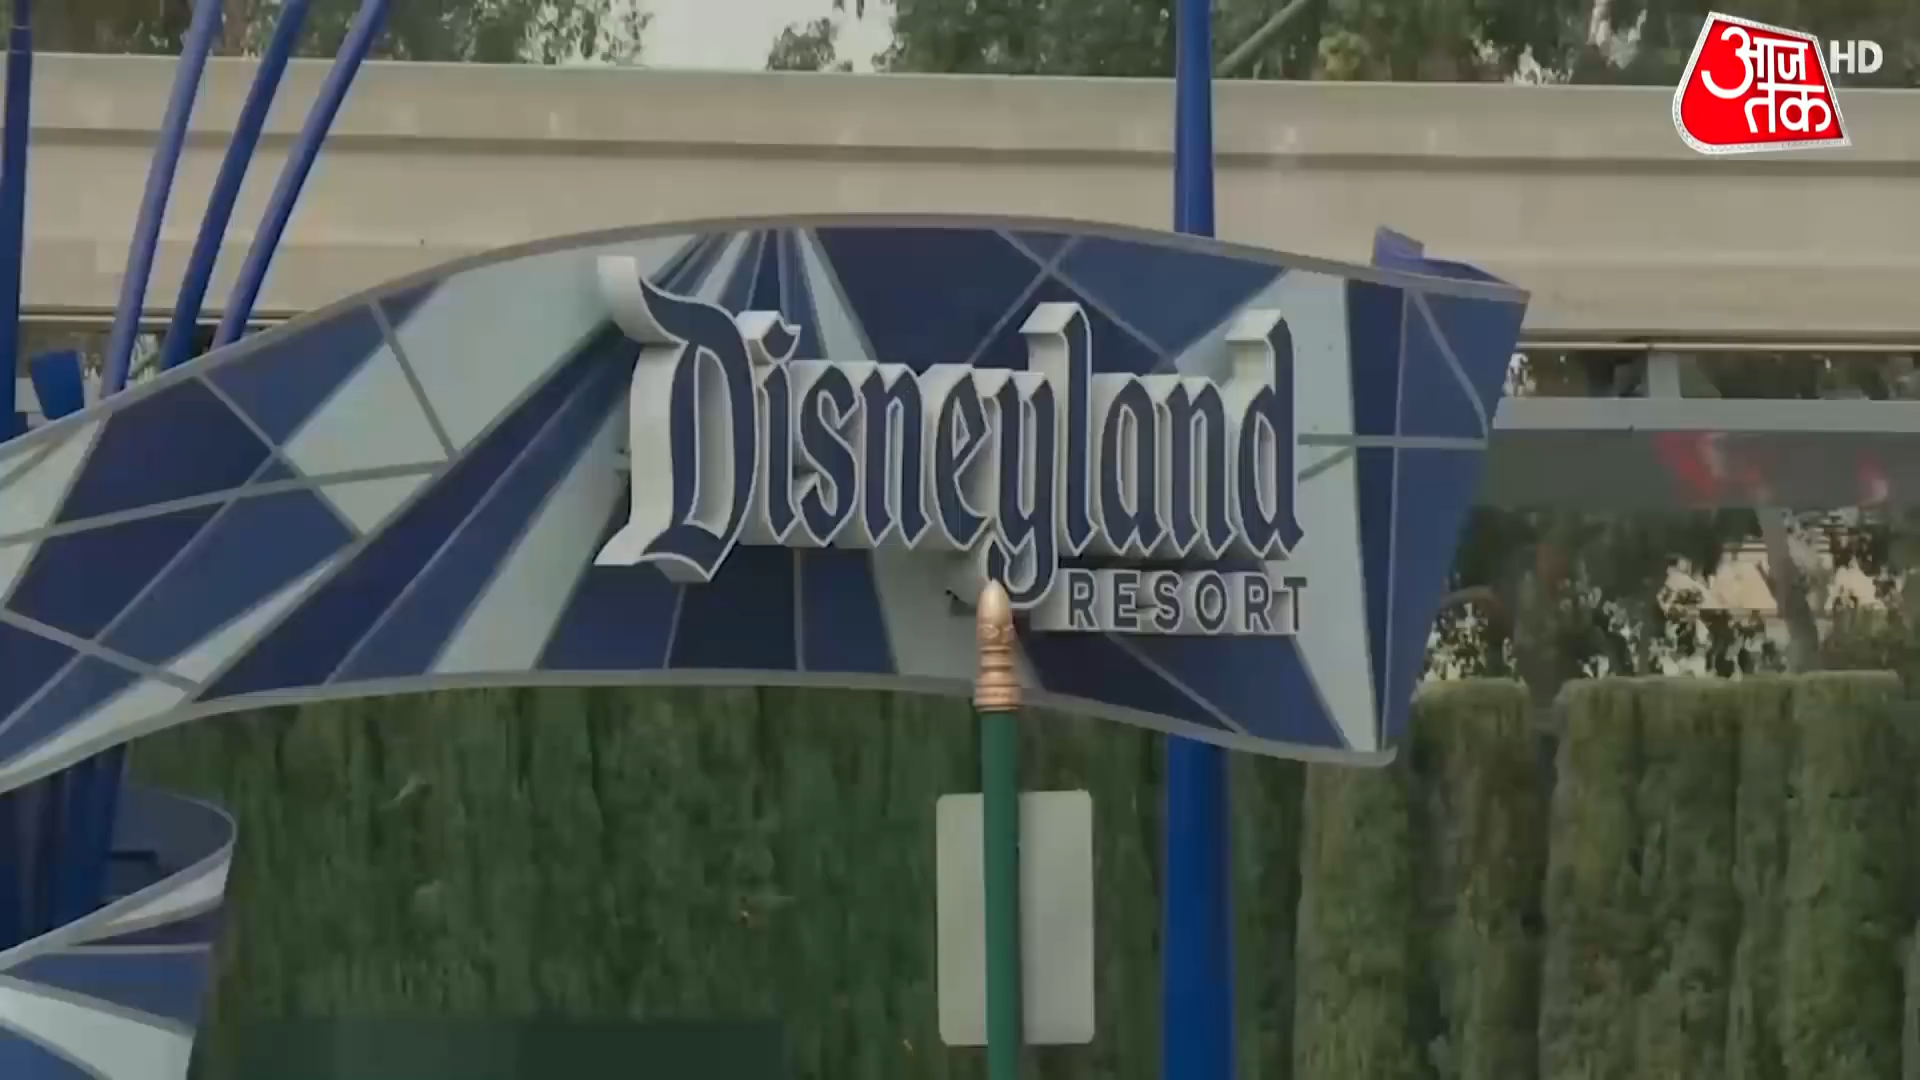 आज HD
तक
Disneyland
RESORT